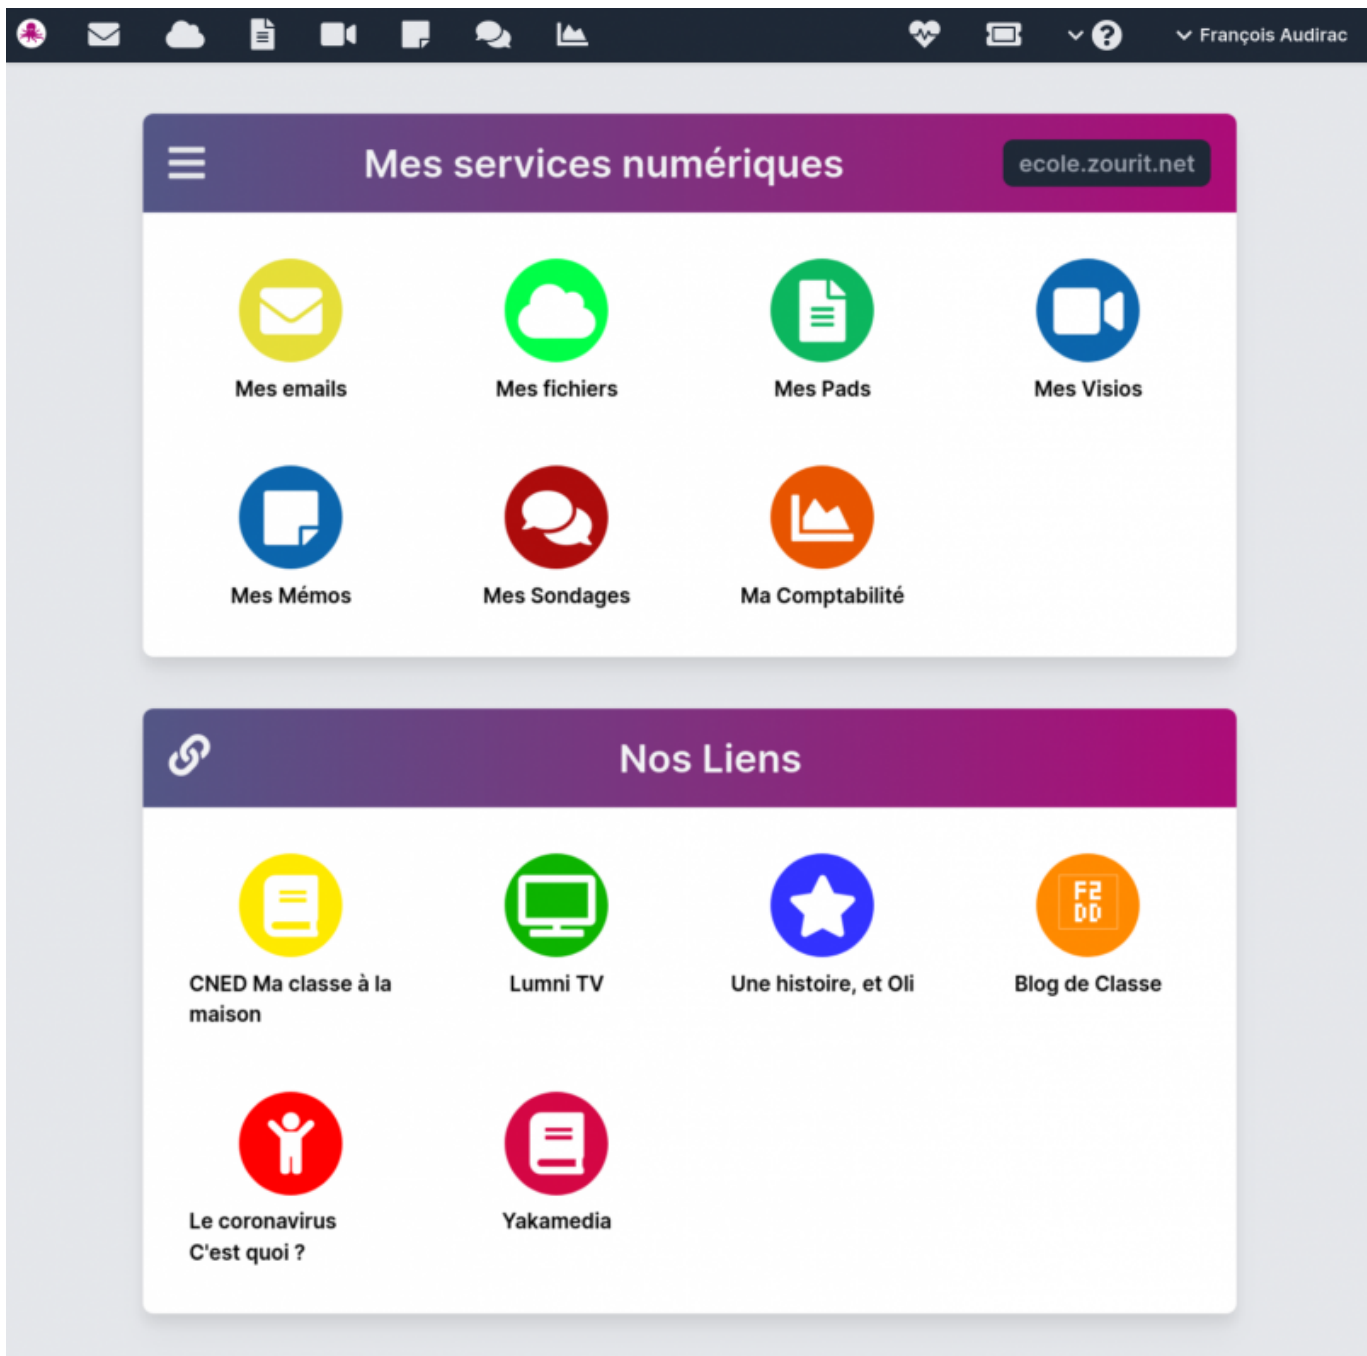 François Audirac
Mes services numériques
ecole.zourit.net
Mes emails
Mes fichiers
Mes Pads
Mes Visios
Mes Mémos
Mes Sondages
Ma Comptabilité
Nos Liens
F2
DD
CNED Ma classe à la
maison
Lumni TV
Une histoire, et Oli
Blog de Classe
Le coronavirus
C'est quoi ?
Yakamedia